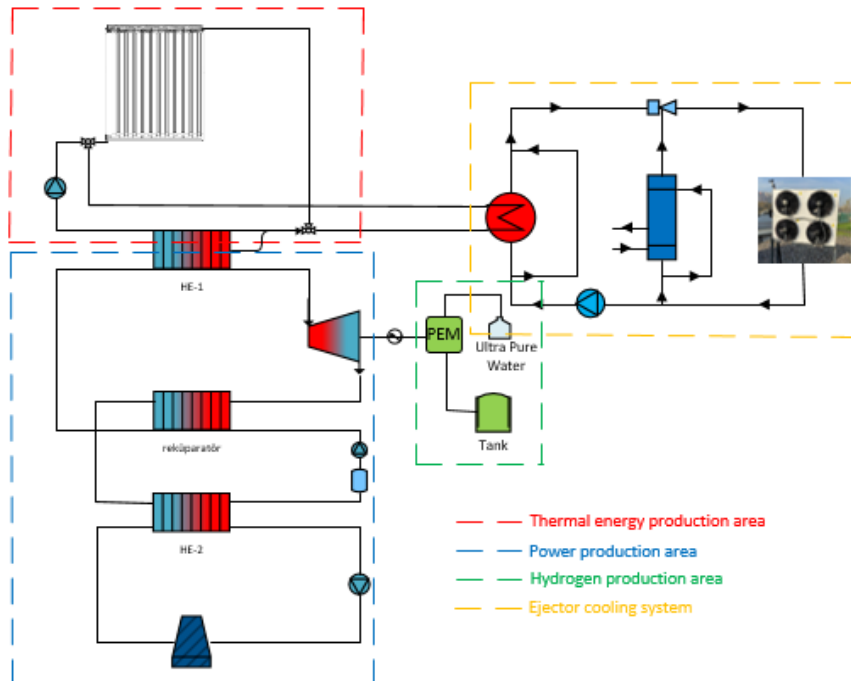 HE-1
PEM
Ultra Pure
Water
Tank
reküparatör
HE-2
Thermal energy production area
Power production area
Hydrogen production area
Ejector cooling system